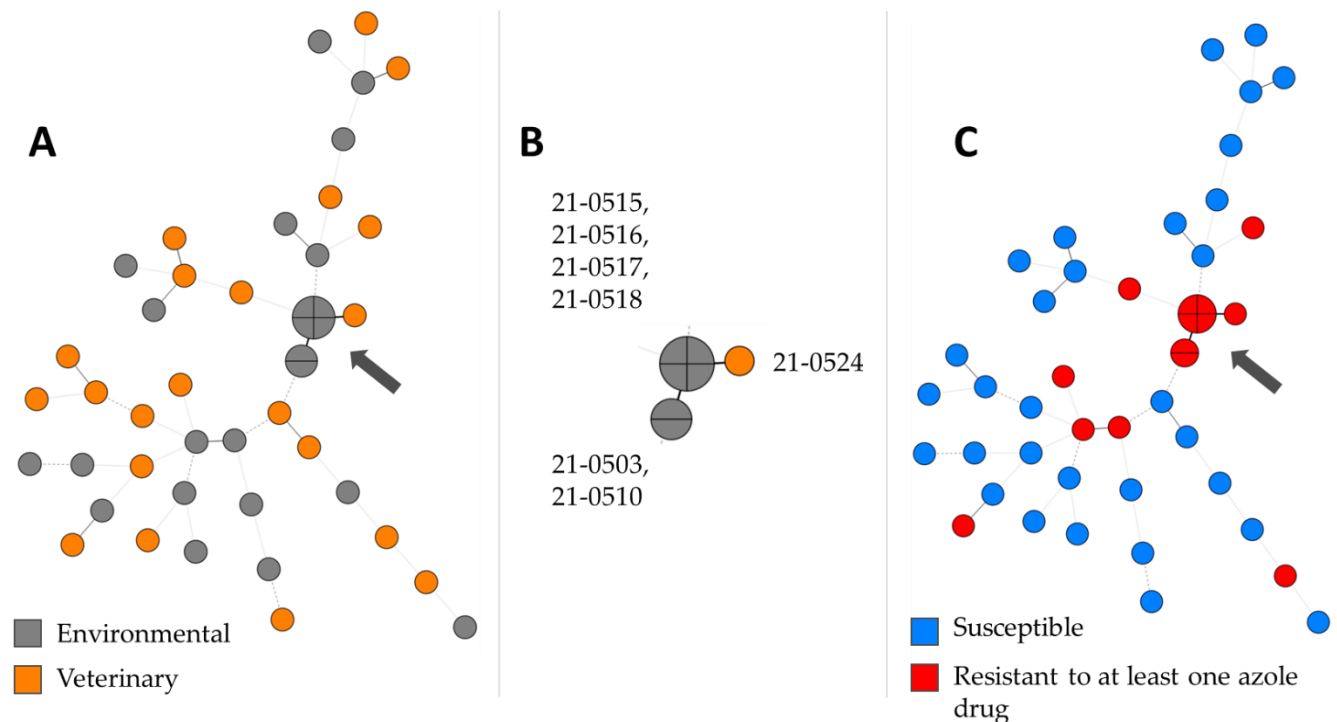 A
Environmental
Veterinary
B
21-0515,
21-0516,
21-0517,
21-0518
21-0524
21-0503,
21-0510
C
Susceptible
Resistant to at least one azole
drug